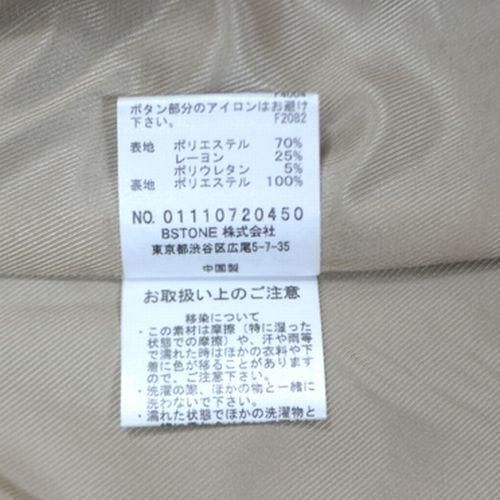 ボタン部分のアイロンはお避け
下さい。 F2082
表地 ポリエステル 70%
レーヨン 25%
ポリウレタン 5%
裏地 ポリエステル 100%
NO. 01110720450
BSTONE 株式会社
東京都渋谷区広尾5-7-35
中国製
お取扱い上のご注意
移染について
・この素材は摩擦（特に湿った
状態での摩擦）や、汗や雨等
で濡れた時はほかの衣料や下
着に色が移ることがあります
ので、ご注意下さい。
・洗濯の際、ほかの物と一緒に
洗わないで下さい。
・濡れた状態でほかの洗濯物と